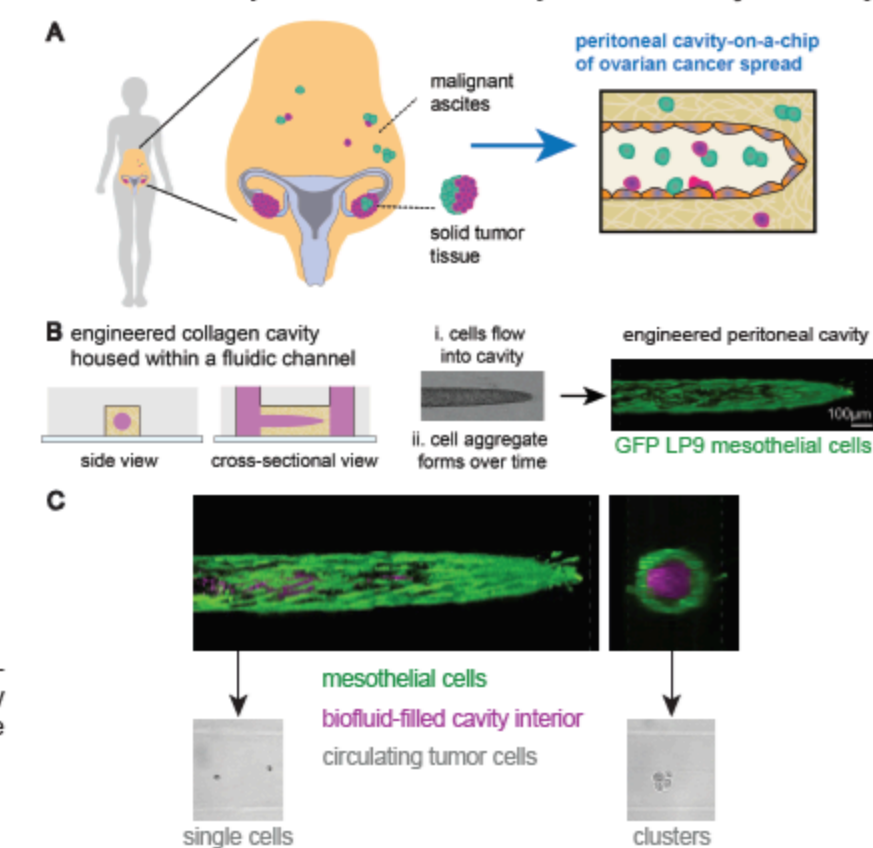 A
peritoneal cavity-on-a-chip
of ovarian cancer spread
malignant
ascites
solid tumor
tissue
B engineered collagen cavity
housed within a fluidic channel
side view
cross-sectional view
i. cells flow
into cavity
ii. cell aggregate
forms over time
engineered peritoneal cavity
100µm
GFP LP9 mesothelial cells
C
mesothelial cells
biofluid-filled cavity interior
circulating tumor cells
single cells
clusters